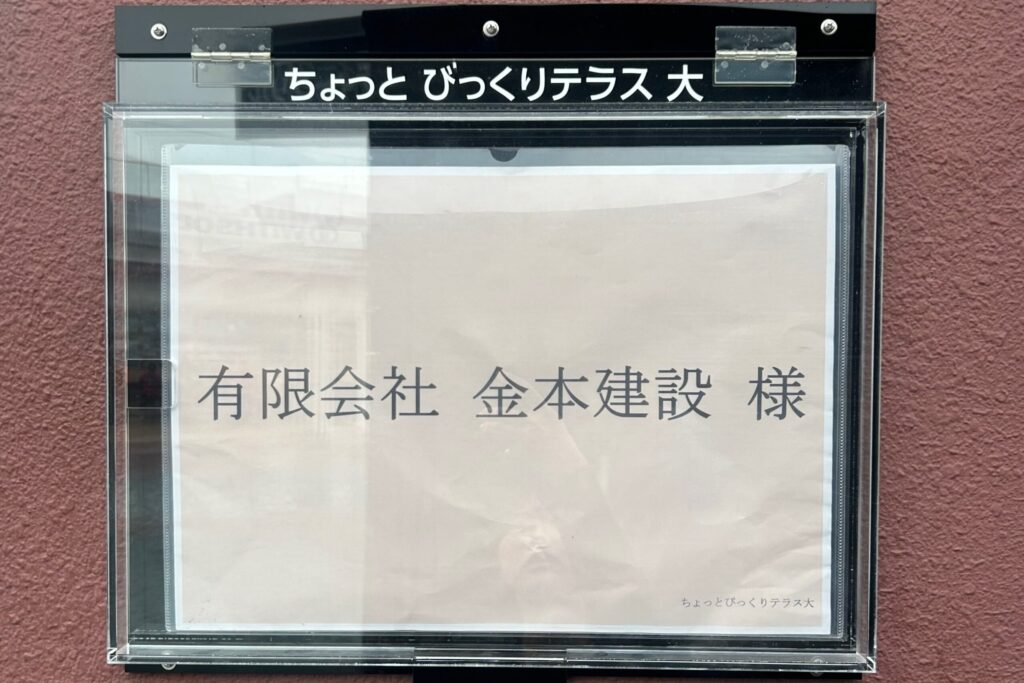 ちょっと びっくりテラス 大
有限会社 金本建設 様
ちょっとびっくりテラス大